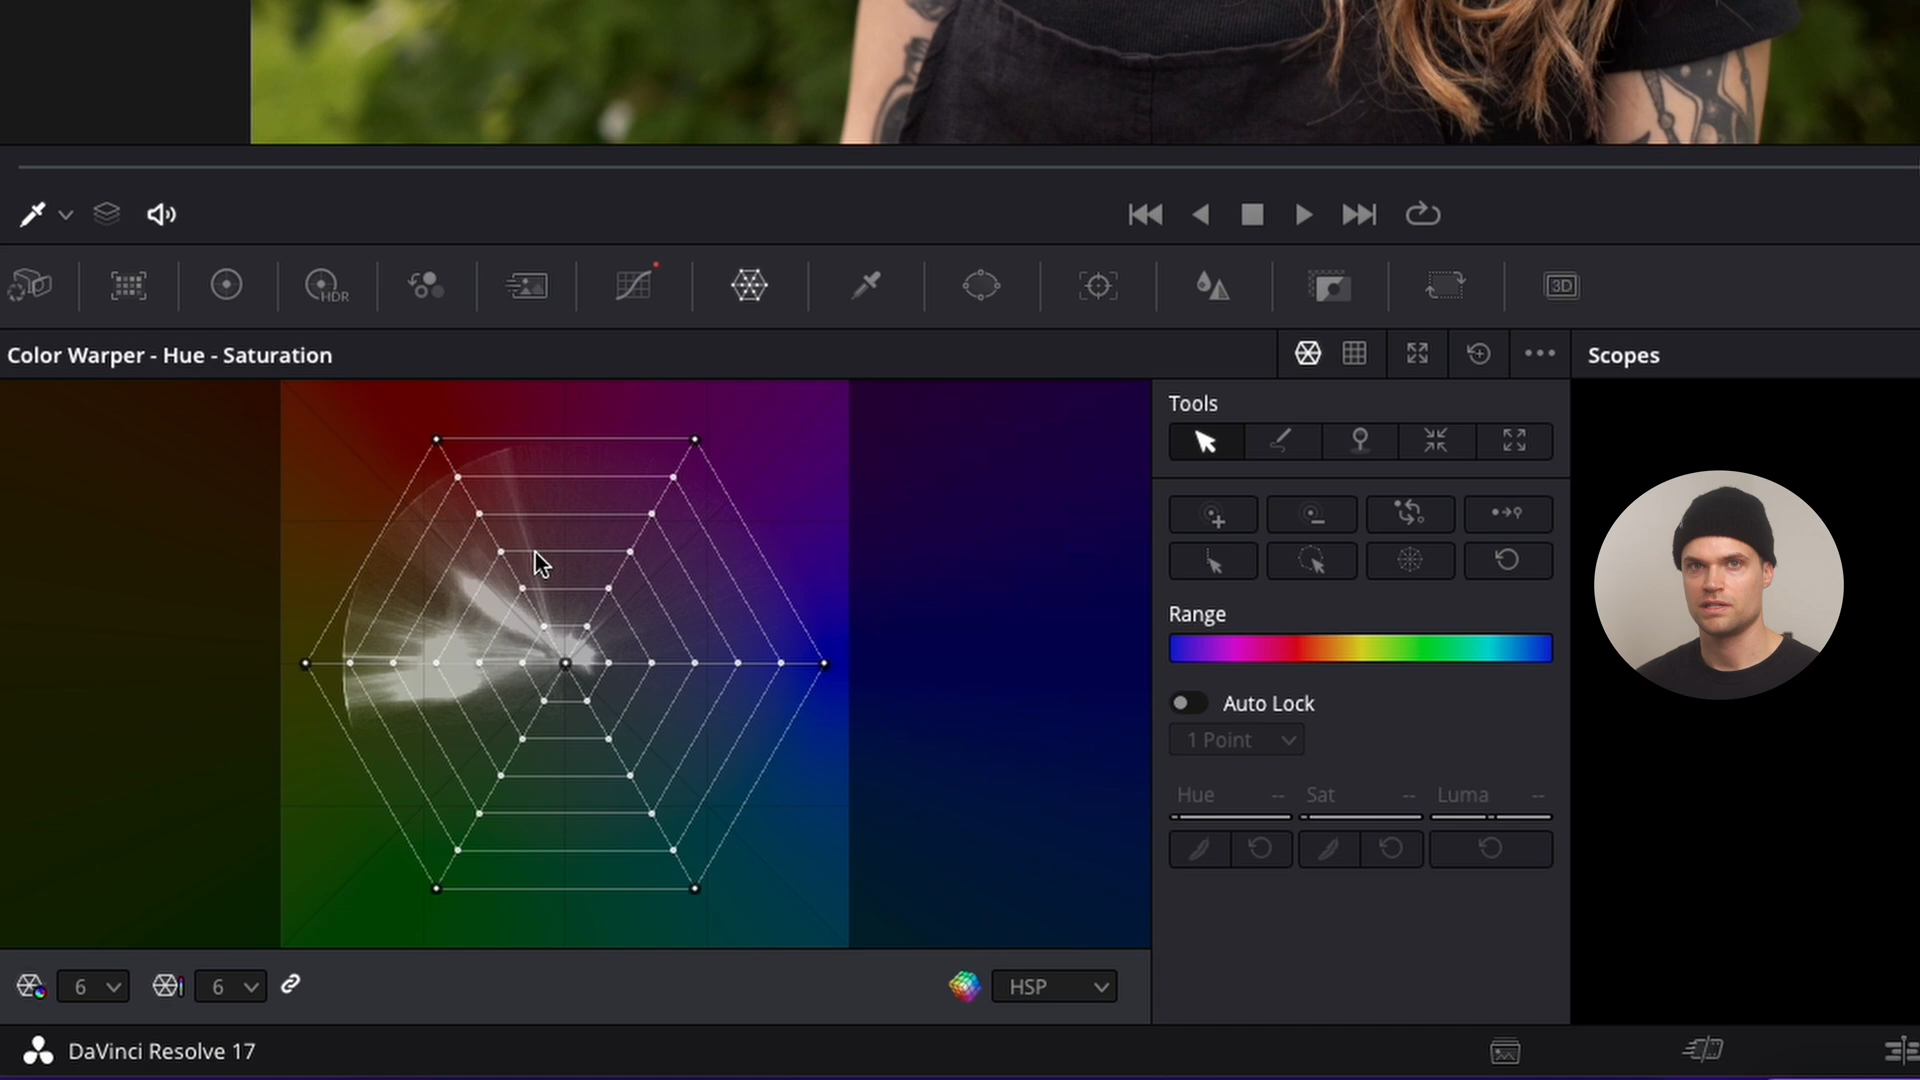 HDR
3D
Color Warper - Hue - Saturation
Scopes
Tools
Range
Auto Lock
1 Point
Hue -- Sat -- Luma --
6 6 HSP
DaVinci Resolve 17